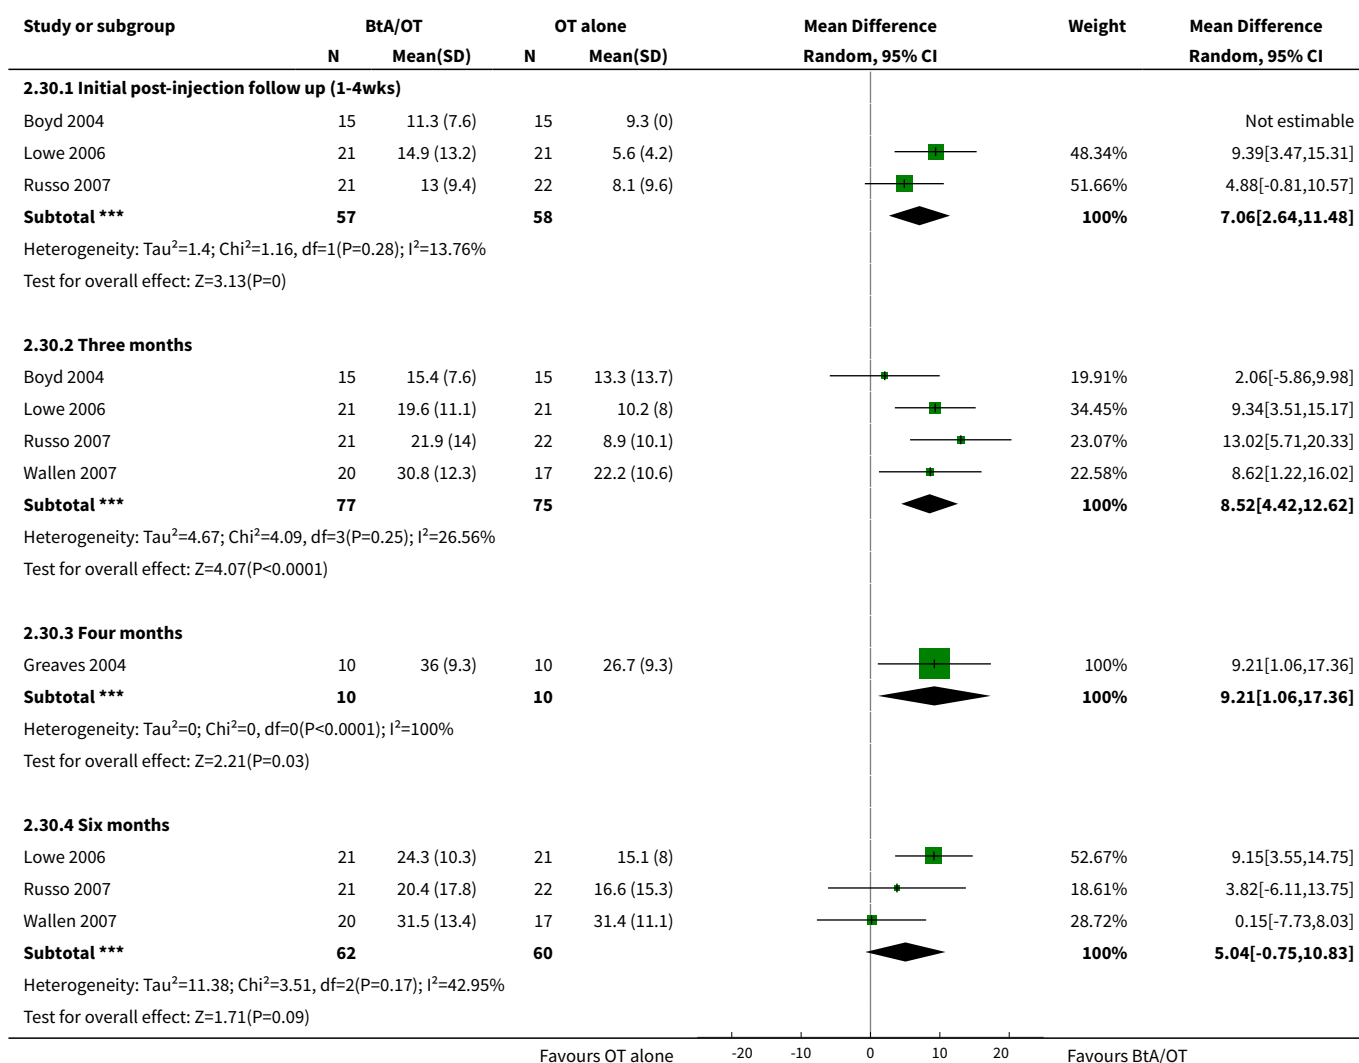 Study or subgroup BtA/OT OT alone Mean Difference Weight Mean Difference
N Mean(SD) N Mean(SD) Random, 95% CI Random, 95% CI
2.30.1 Initial post-injection follow up (1-4wks)
Boyd 2004 15 11.3 (7.6) 15 9.3 (0) Not estimable
Lowe 2006 21 14.9 (13.2) 21 5.6 (4.2) 48.34% 9.39[3.47,15.31]
Russo 2007 21 13 (9.4) 22 8.1 (9.6) 51.66% 4.88[-0.81,10.57]
Subtotal *** 57 58 100% 7.06[2.64,11.48]
Heterogeneity: Tau²=1.4; Chi²=1.16, df=1(P=0.28); I²=13.76%
Test for overall effect: Z=3.13(P=0)
2.30.2 Three months
Boyd 2004 15 15.4 (7.6) 15 13.3 (13.7) 19.91% 2.06[-5.86,9.98]
Lowe 2006 21 19.6 (11.1) 21 10.2 (8) 34.45% 9.34[3.51,15.17]
Russo 2007 21 21.9 (14) 22 8.9 (10.1) 23.07% 13.02[5.71,20.33]
Wallen 2007 20 30.8 (12.3) 17 22.2 (10.6) 22.58% 8.62[1.22,16.02]
Subtotal *** 77 75 100% 8.52[4.42,12.62]
Heterogeneity: Tau²=4.67; Chi²=4.09, df=3(P=0.25); I²=26.56%
Test for overall effect: Z=4.07(P<0.0001)
2.30.3 Four months
Greaves 2004 10 36 (9.3) 10 26.7 (9.3) 100% 9.21[1.06,17.36]
Subtotal *** 10 10 100% 9.21[1.06,17.36]
Heterogeneity: Tau²=0; Chi²=0, df=0(P<0.0001); I²=100%
Test for overall effect: Z=2.21(P=0.03)
2.30.4 Six months
Lowe 2006 21 24.3 (10.3) 21 15.1 (8) 52.67% 9.15[3.55,14.75]
Russo 2007 21 20.4 (17.8) 22 16.6 (15.3) 18.61% 3.82[-6.11,13.75]
Wallen 2007 20 31.5 (13.4) 17 31.4 (11.1) 28.72% 0.15[-7.73,8.03]
Subtotal *** 62 60 100% 5.04[-0.75,10.83]
Heterogeneity: Tau²=11.38; Chi²=3.51, df=2(P=0.17); I²=42.95%
Test for overall effect: Z=1.71(P=0.09)
Favours OT alone -20 -10 0 10 20 Favours BtA/OT